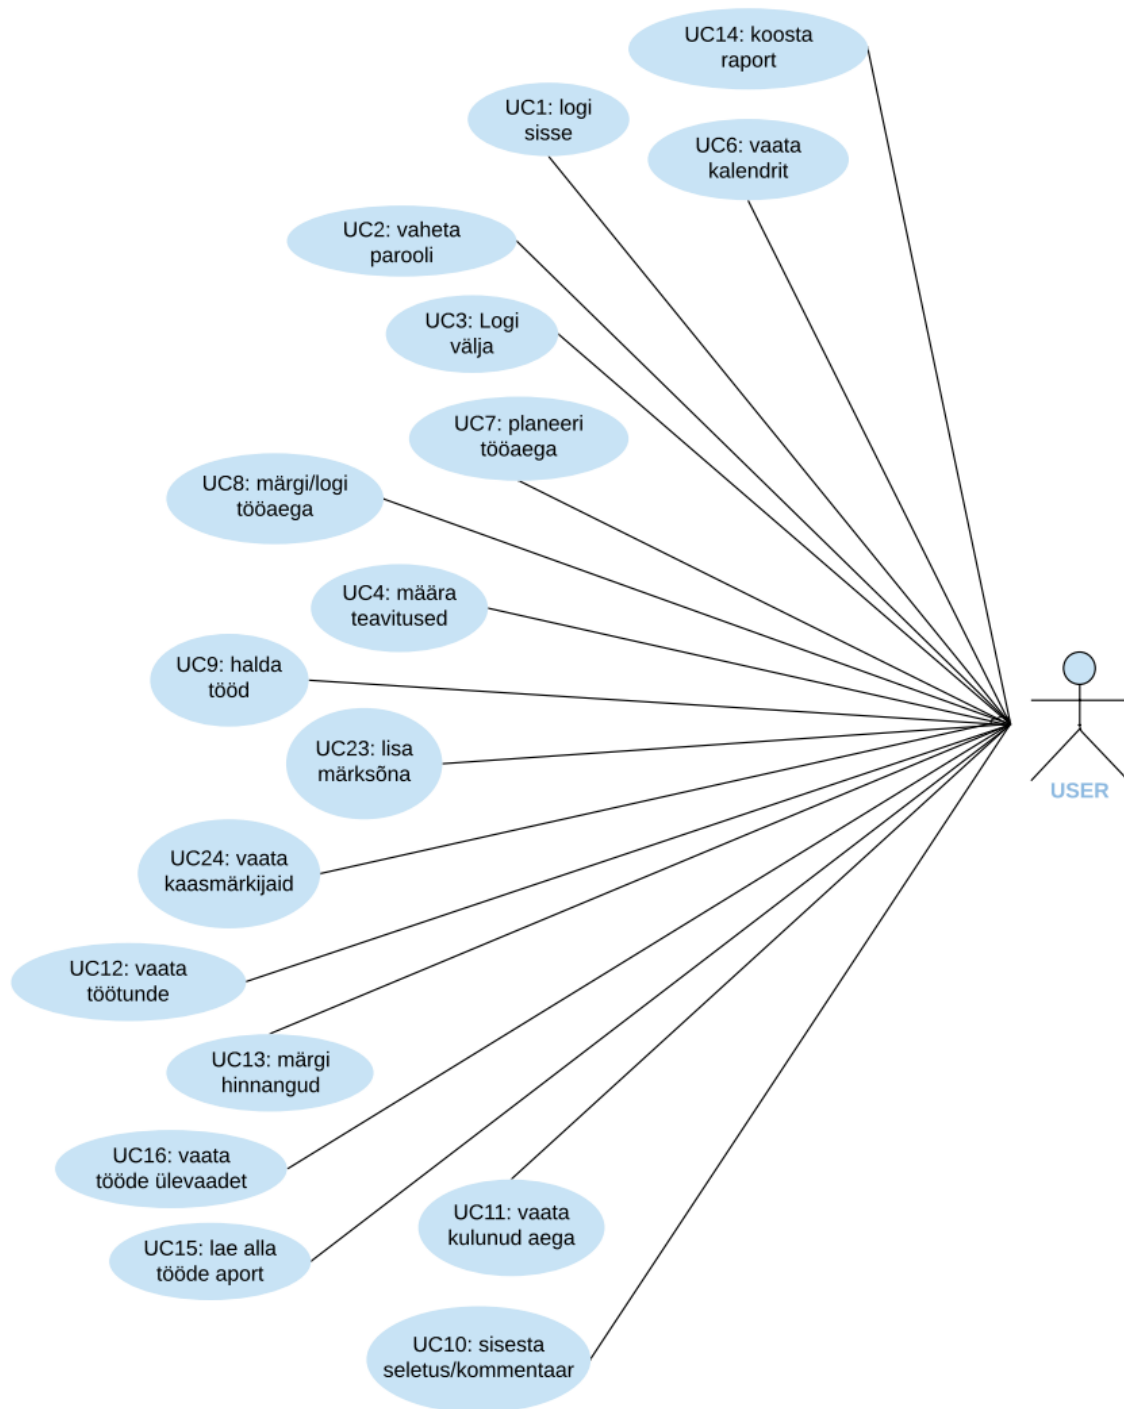 UC14: koosta
raport
UC1: logi
sisse
UC6: vaata
kalendrit
UC2: vaheta
parooli
UC3: Logi
välja
UC7: planeeri
tööaega
UC8: märgi/logi
tööaega
UC4: määra
teavitused
UC9: halda
tööd
UC23: lisa
märksõna
USER
UC24: vaata
kaasmärkijaid
UC12: vaata
töötunde
UC13: märgi
hinnangud
UC16: vaata
tööde ülevaadet
UC11: vaata
kulunud aega
UC15: lae alla
tööde aport
UC10: sisesta
seletus/kommentaar